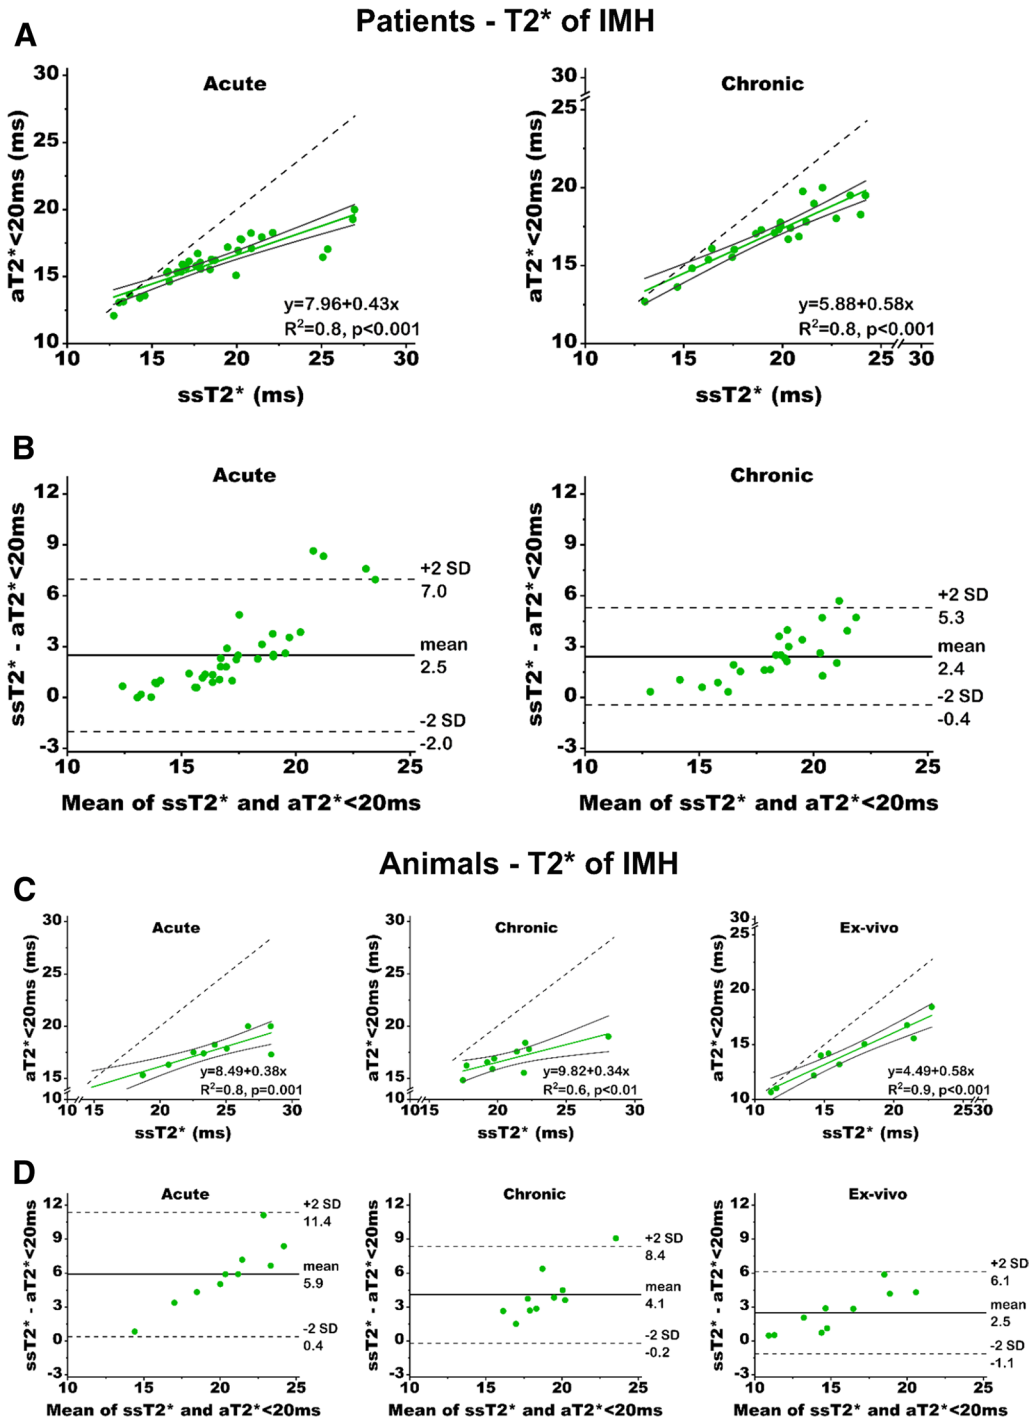 Patients - T2* of IMH
A
Acute
aT2*<20ms (ms)
30
25
20
15
10
y=7.96+0.43x
R²=0.8, p<0.001
10 15 20 25 30
ssT2* (ms)
Chronic
aT2*<20ms (ms)
30
25
20
15
10
y=5.88+0.58x
R²=0.8, p<0.001
10 15 20 25 30
ssT2* (ms)
B
Acute
ssT2* - aT2*<20ms
12
9
6
3
0
-3
+2 SD
7.0
mean
2.5
-2 SD
-2.0
10 15 20 25
Mean of ssT2* and aT2*<20ms
Chronic
ssT2* - aT2*<20ms
12
9
6
3
0
-3
+2 SD
5.3
mean
2.4
-2 SD
-0.4
10 15 20 25
Mean of ssT2* and aT2*<20ms
Animals - T2* of IMH
C
Acute
aT2*<20ms (ms)
30
25
20
15
10
y=8.49+0.38x
R²=0.8, p=0.001
10 15 20 25 30
ssT2* (ms)
Chronic
aT2*<20ms (ms)
30
25
20
15
10
y=9.82+0.34x
R²=0.6, p<0.01
10 15 20 25 30
ssT2* (ms)
Ex-vivo
aT2*<20ms (ms)
30
25
20
15
10
y=4.49+0.58x
R²=0.9, p<0.001
10 15 20 25 30
ssT2* (ms)
D
Acute
ssT2* - aT2*<20ms
12
9
6
3
0
-3
+2 SD
11.4
mean
5.9
-2 SD
0.4
10 15 20 25
Mean of ssT2* and aT2*<20ms
Chronic
ssT2* - aT2*<20ms
12
9
6
3
0
-3
+2 SD
8.4
mean
4.1
-2 SD
-0.2
10 15 20 25
Mean of ssT2* and aT2*<20ms
Ex-vivo
ssT2* - aT2*<20ms
12
9
6
3
0
-3
+2 SD
6.1
mean
2.5
-2 SD
-1.1
10 15 20 25
Mean of ssT2* and aT2*<20ms